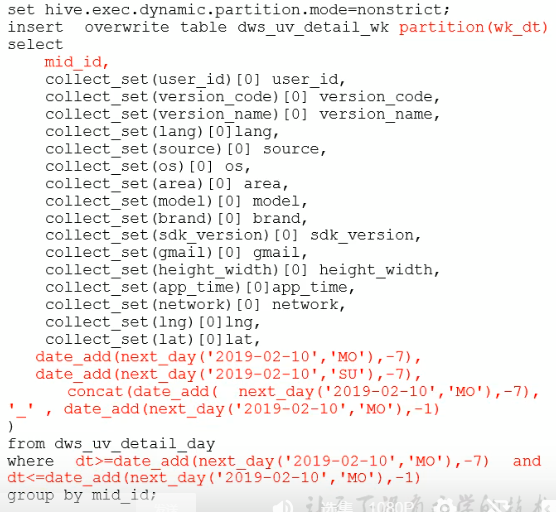 set hive.exec.dynamic.partition.mode=nonstrict;
insert  overwrite table dws_uv_detail_wk partition(wk_dt)
select
    mid_id,
    collect_set(user_id)[0] user_id,
    collect_set(version_code)[0] version_code,
    collect_set(version_name)[0] version_name,
    collect_set(lang)[0]lang,
    collect_set(source)[0] source,
    collect_set(os)[0] os,
    collect_set(area)[0] area,
    collect_set(model)[0] model,
    collect_set(brand)[0] brand,
    collect_set(sdk_version)[0] sdk_version,
    collect_set(gmail)[0] gmail,
    collect_set(height_width)[0] height_width,
    collect_set(app_time)[0]app_time,
    collect_set(network)[0] network,
    collect_set(lng)[0]lng,
    collect_set(lat)[0]lat,
   date_add(next_day('2019-02-10','MO'),-7),
   date_add(next_day('2019-02-10','SU'),-7),
      concat(date_add(  next_day('2019-02-10','MO'),-7),
'_' , date_add(next_day('2019-02-10','MO'),-1)
)
from dws_uv_detail_day
where  dt>=date_add(next_day('2019-02-10','MO'),-7)  and
dt<=date_add(next_day('2019-02-10','MO'),-1)
group by mid_id;
选集 1080P